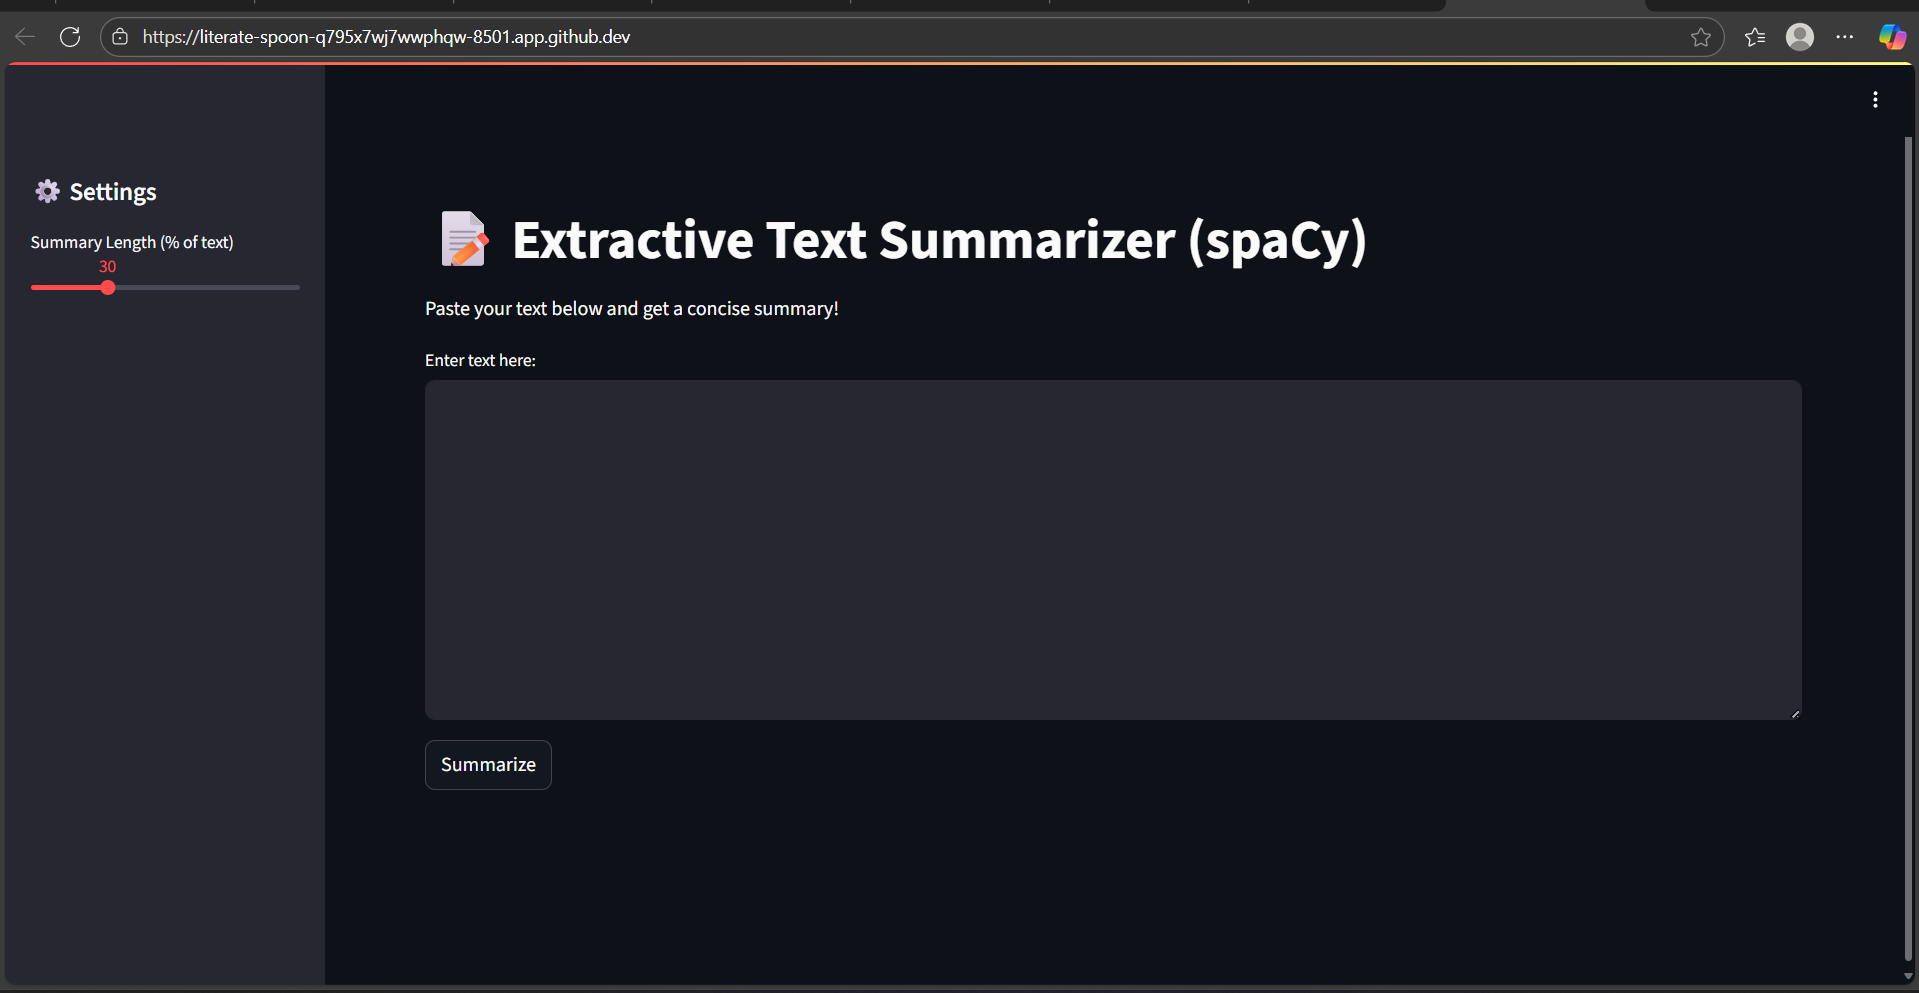 https://literate-spoon-q795x7wj7wwphqw-8501.app.github.dev
Settings
Summary Length (% of text)
30
Extractive Text Summarizer (spaCy)
Paste your text below and get a concise summary!
Enter text here:
Summarize